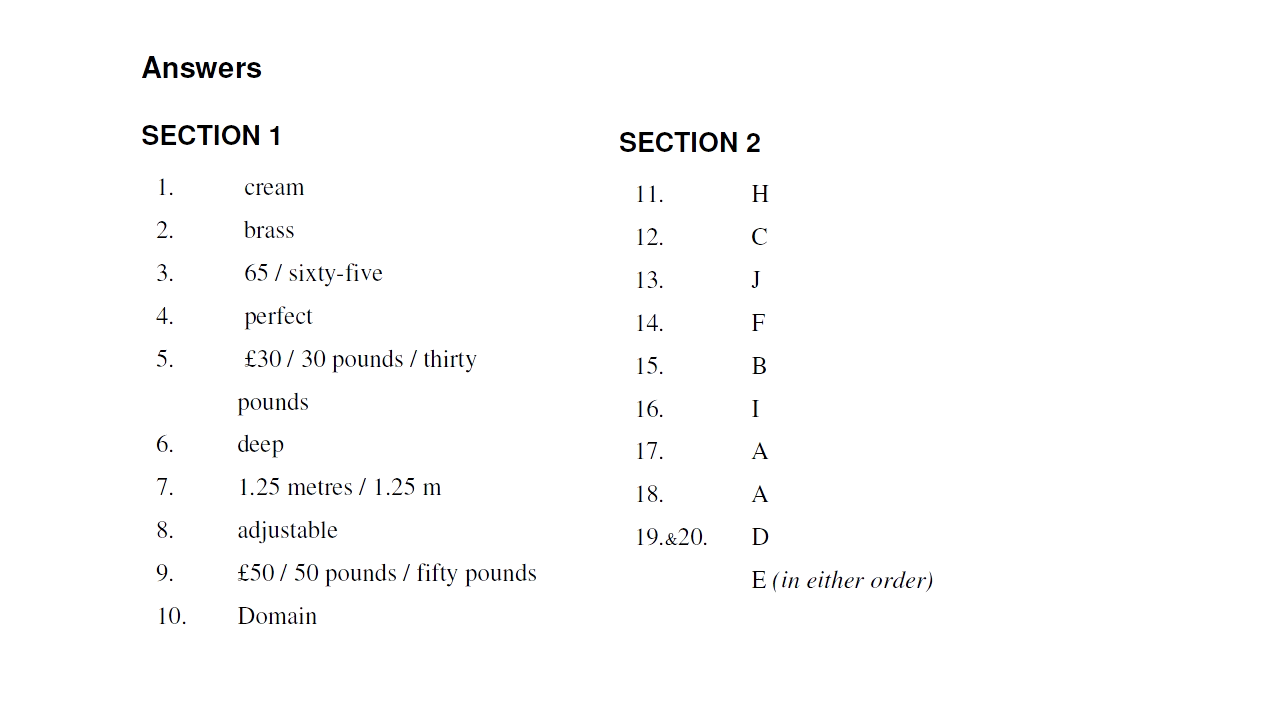 Answers
SECTION 1
1. cream
2. brass
3. 65 / sixty-five
4. perfect
5. £30 / 30 pounds / thirty
pounds
6. deep
7. 1.25 metres / 1.25 m
8. adjustable
9. £50 / 50 pounds / fifty pounds
10. Domain
SECTION 2
11. H
12. C
13. J
14. F
15. B
16. I
17. A
18. A
19.&20. D
E (in either order)